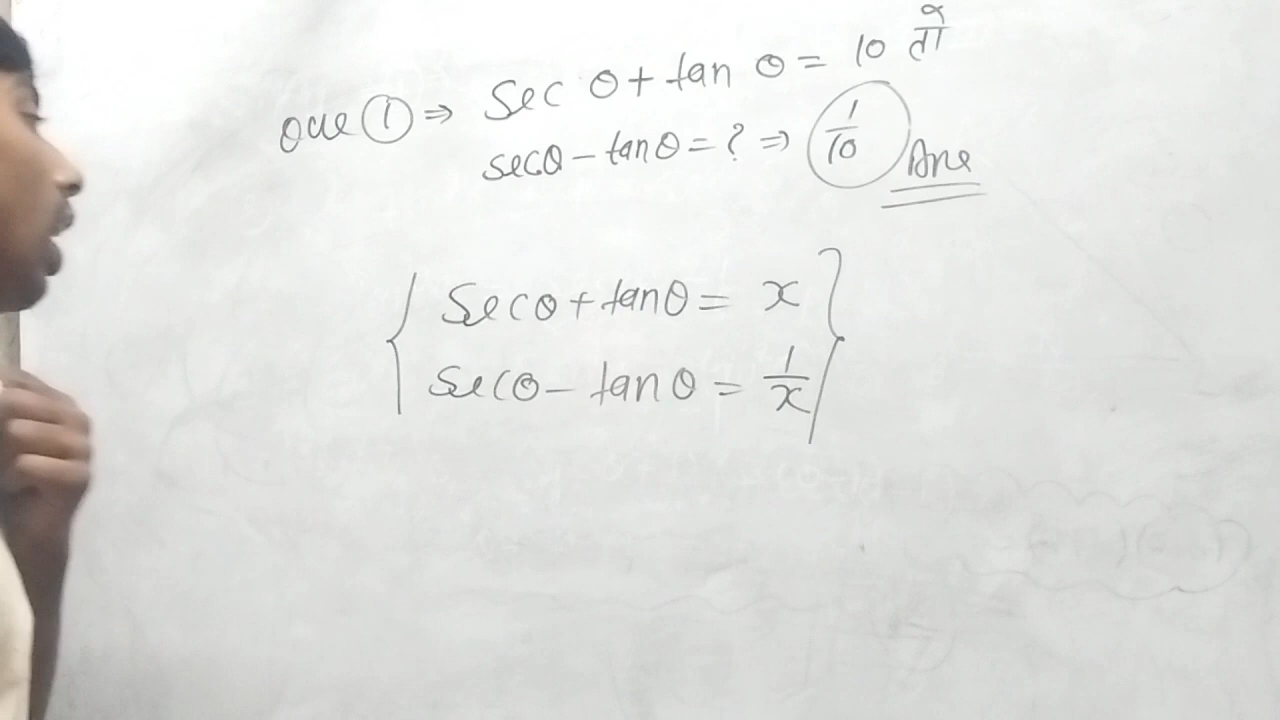 Que ① ⇒ Sec θ + tan θ = 10 तो
secθ - tanθ = ? ⇒ 1/10 Ans
{ Secθ + tanθ = x
secθ - tanθ = 1/x }